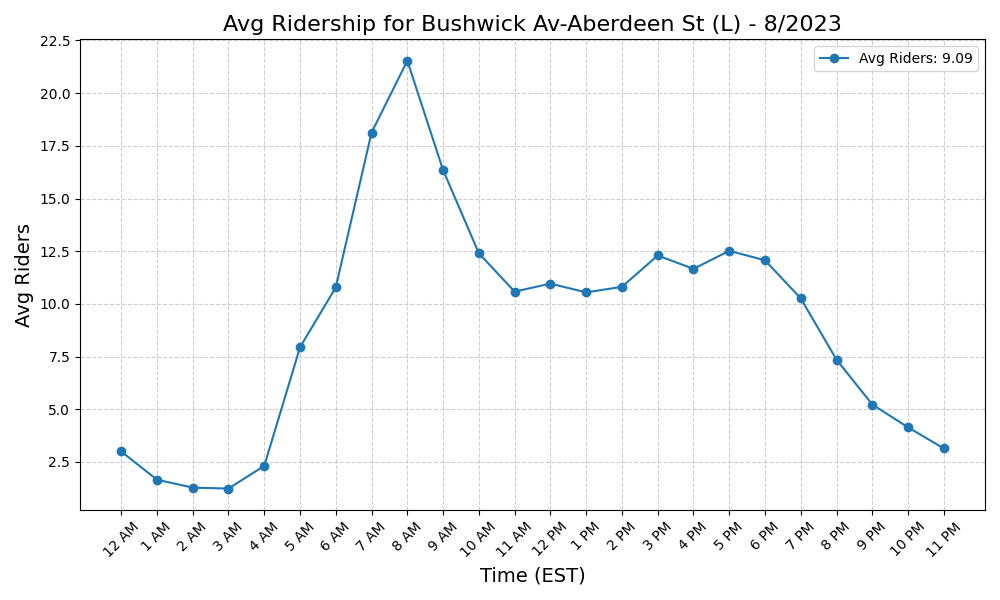 Avg Ridership for Bushwick Av-Aberdeen St (L) - 8/2023
Avg Riders: 9.09
Avg Riders
22.5
20.0
17.5
15.0
12.5
10.0
7.5
5.0
2.5
12 AM
1 AM
2 AM
3 AM
4 AM
5 AM
6 AM
7 AM
8 AM
9 AM
10 AM
11 AM
12 PM
1 PM
2 PM
3 PM
4 PM
5 PM
6 PM
7 PM
8 PM
9 PM
10 PM
11 PM
Time (EST)